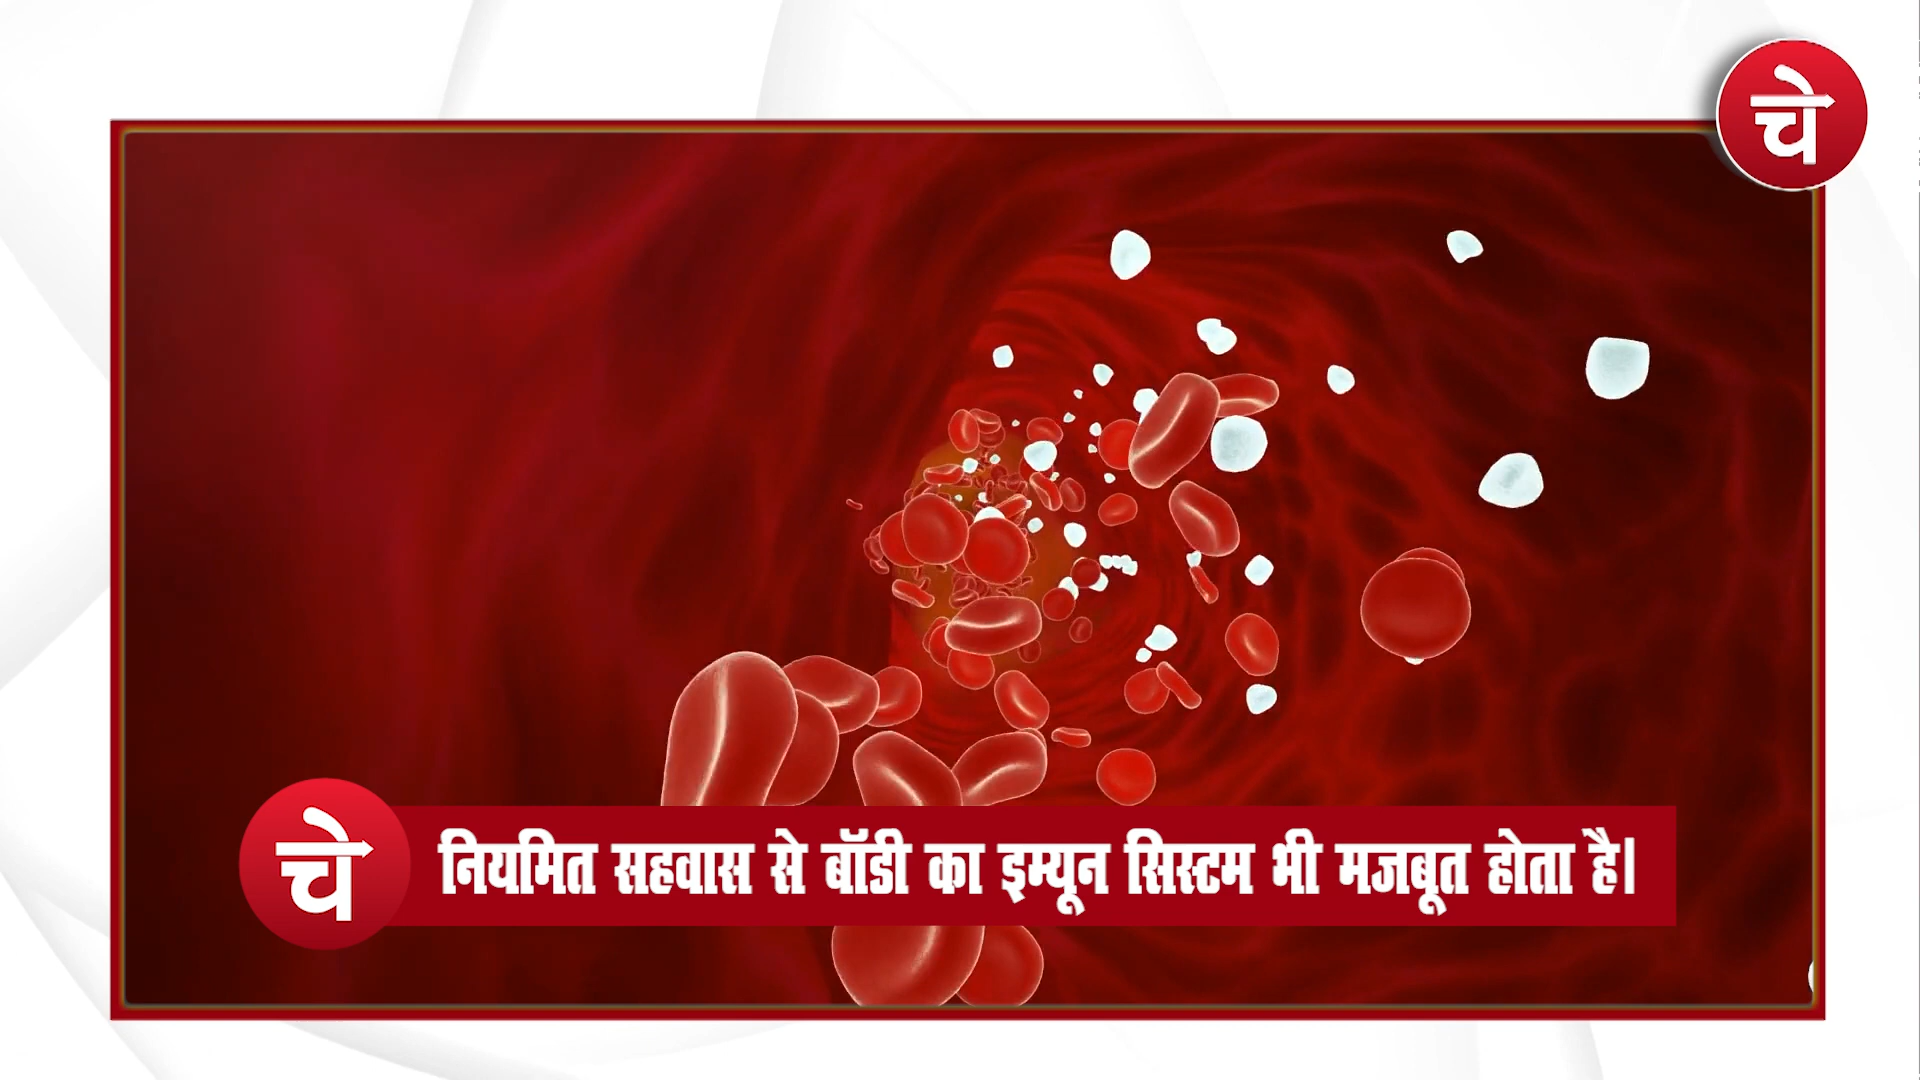 चे
चे
नियमित सहवास से बॉडी का इम्यून सिस्टम भी मजबूत होता है।